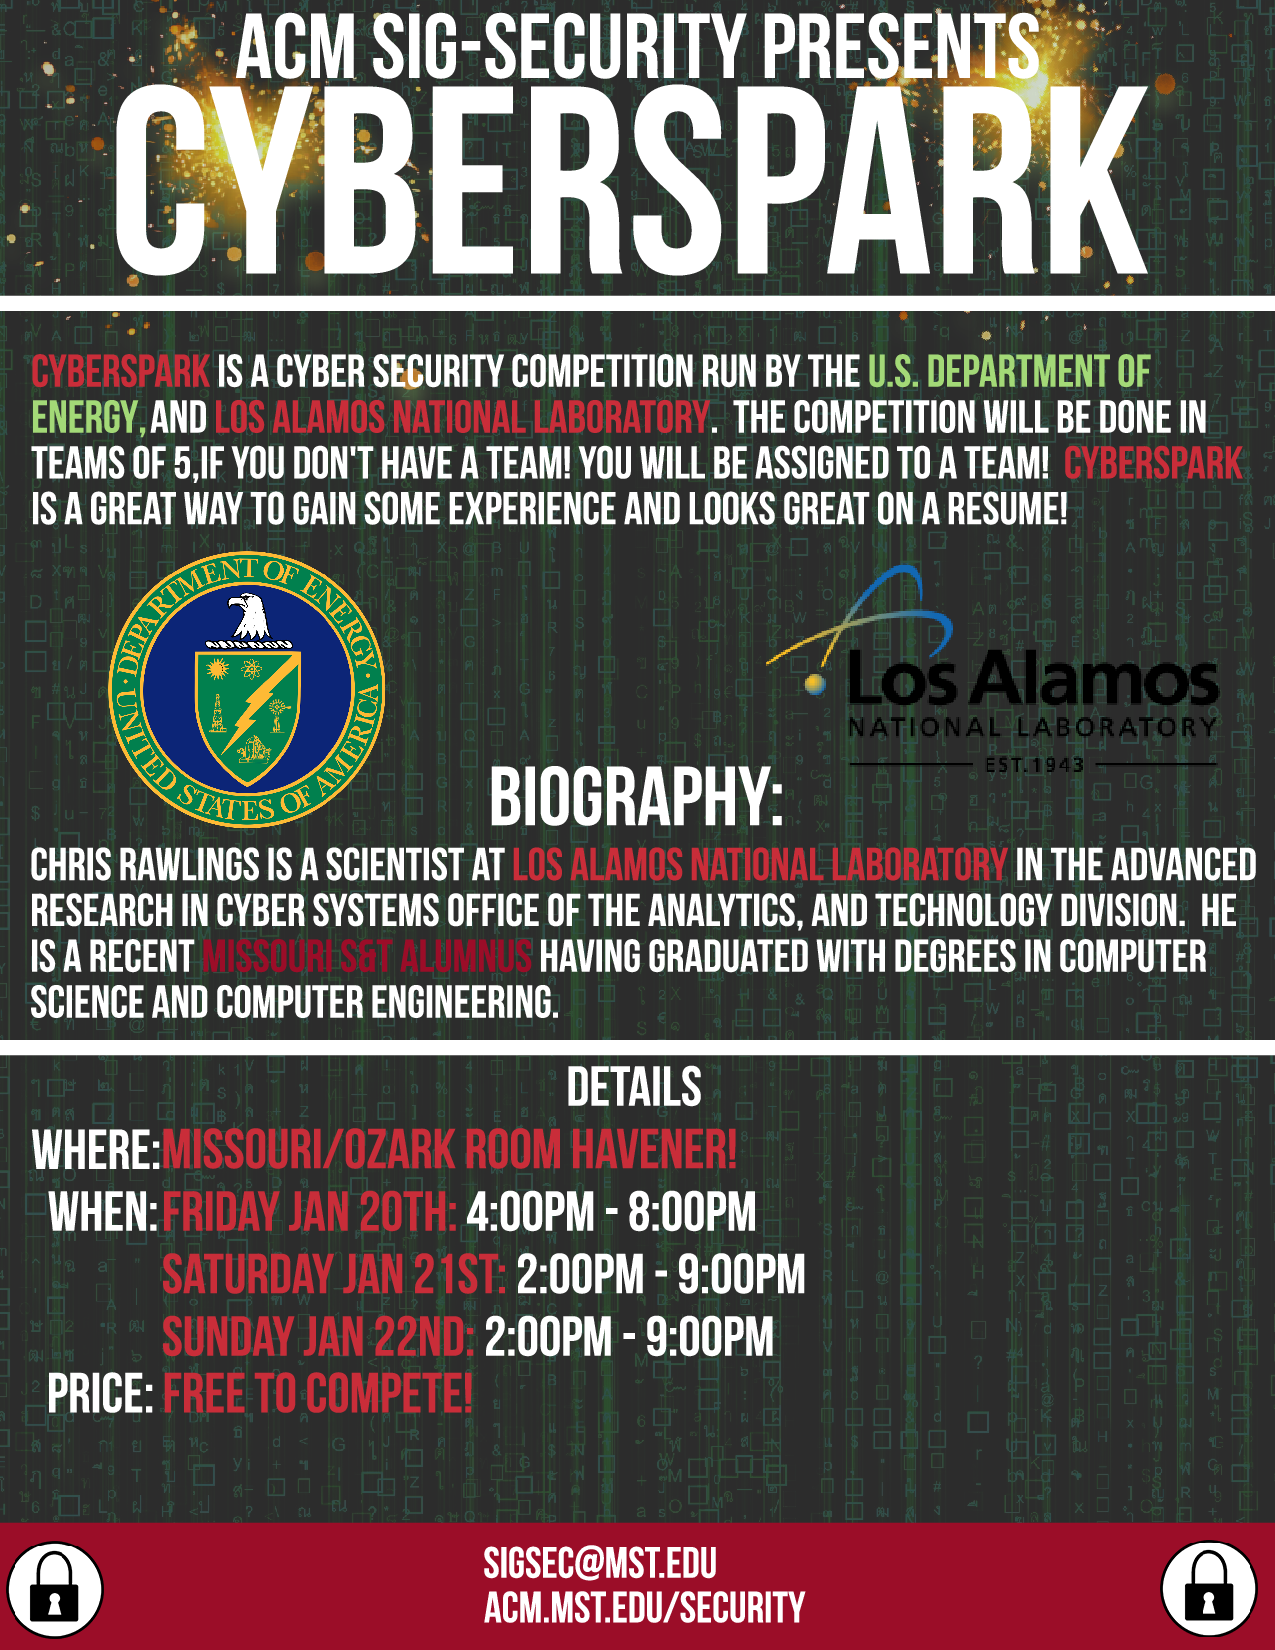 ACM SIG-SECURITY PRESENTS
CYBERSPARK
CYBERSPARK IS A CYBER SECURITY COMPETITION RUN BY THE U.S. DEPARTMENT OF
ENERGY, AND LOS ALAMOS NATIONAL LABORATORY. THE COMPETITION WILL BE DONE IN
TEAMS OF 5,IF YOU DON'T HAVE A TEAM! YOU WILL BE ASSIGNED TO A TEAM! CYBERSPARK
IS A GREAT WAY TO GAIN SOME EXPERIENCE AND LOOKS GREAT ON A RESUME!
DEPARTMENT OF ENERGY
UNITED STATES OF AMERICA
Los Alamos
NATIONAL LABORATORY
EST.1943
BIOGRAPHY:
CHRIS RAWLINGS IS A SCIENTIST AT LOS ALAMOS NATIONAL LABORATORY IN THE ADVANCED
RESEARCH IN CYBER SYSTEMS OFFICE OF THE ANALYTICS, AND TECHNOLOGY DIVISION. HE
IS A RECENT MISSOURI S&T ALUMNUS HAVING GRADUATED WITH DEGREES IN COMPUTER
SCIENCE AND COMPUTER ENGINEERING.
DETAILS
WHERE:MISSOURI/OZARK ROOM HAVENER!
WHEN:FRIDAY JAN 20TH: 4:00PM - 8:00PM
SATURDAY JAN 21ST: 2:00PM - 9:00PM
SUNDAY JAN 22ND: 2:00PM - 9:00PM
PRICE: FREE TO COMPETE!
SIGSEC@MST.EDU
ACM.MST.EDU/SECURITY